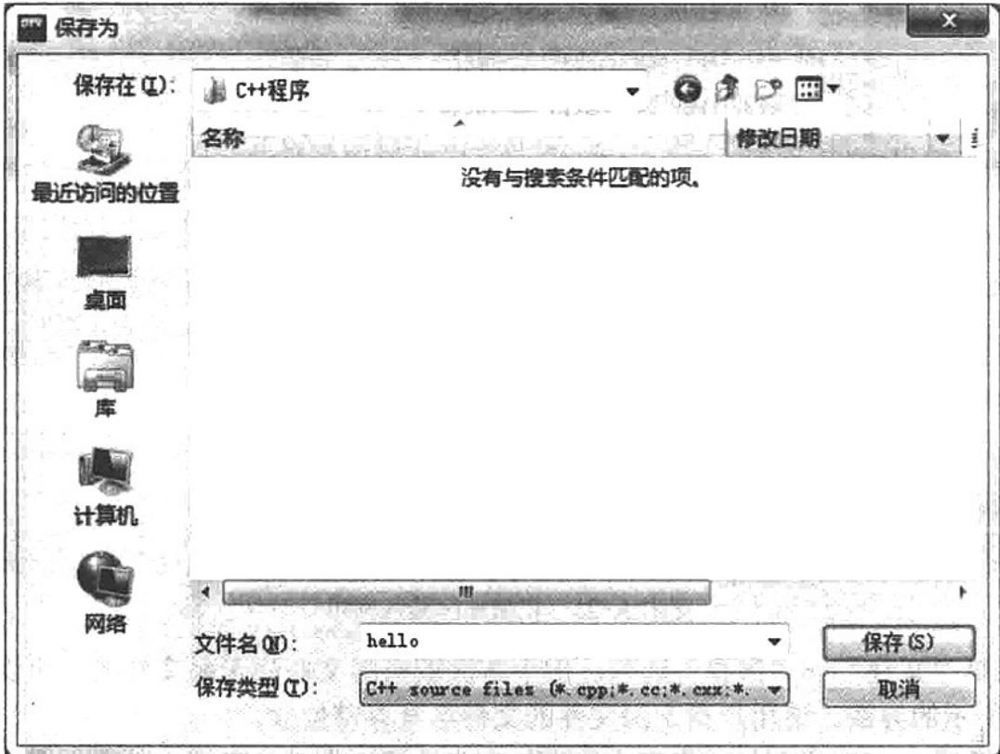 DEV 保存为
保存在(I):
C++程序
名称
修改日期
没有与搜索条件匹配的项。
最近访问的位置
桌面
库
计算机
网络
文件名(N):
hello
保存(S)
保存类型(T):
C++ source files (*.cpp;*.cc;*.cxx;*.
取消